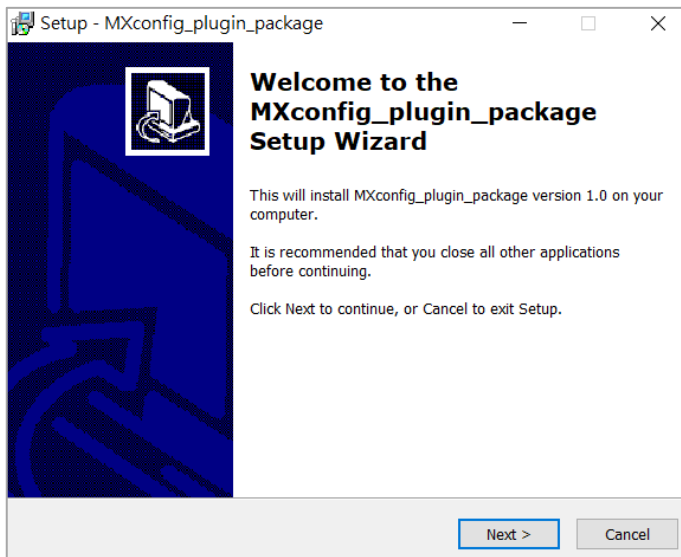 Setup - MXconfig_plugin_package
Welcome to the
MXconfig_plugin_package
Setup Wizard
This will install MXconfig_plugin_package version 1.0 on your
computer.
It is recommended that you close all other applications
before continuing.
Click Next to continue, or Cancel to exit Setup.
Next >
Cancel